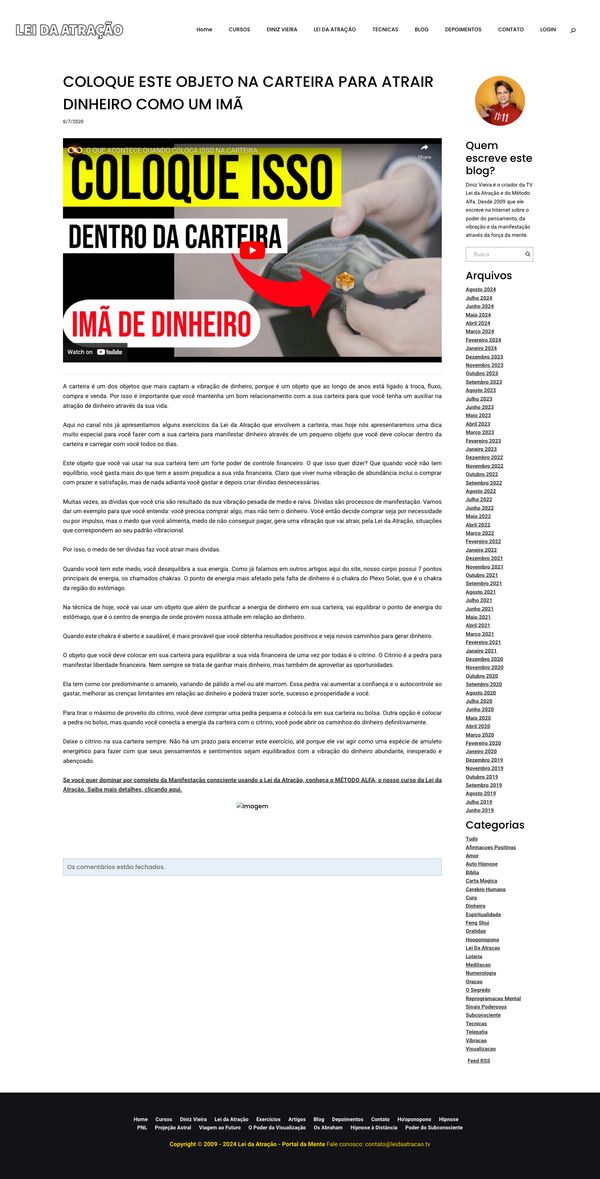 LEI DA ATRAÇÃO
Home CURSOS DINIZ VIEIRA LEI DA ATRAÇÃO TECNICAS BLOG DEPOIMENTOS CONTATO LOGIN
COLOQUE ESTE OBJETO NA CARTEIRA PARA ATRAIR
DINHEIRO COMO UM IMÃ
6/7/2020
O QUE ACONTECE QUANDO COLOCA ISSO NA CARTEIRA
Share
COLOQUE ISSO
DENTRO DA CARTEIRA
IMÃ DE DINHEIRO
Watch on YouTube
A carteira é um dos objetos que mais captam a vibração de dinheiro, porque é um objeto que ao longo de anos está ligado à troca, fluxo,
compra e venda. Por isso é importante que você mantenha um bom relacionamento com a sua carteira para que você tenha um auxiliar na
atração de dinheiro através da sua vida.
Aqui no canal nós já apresentamos alguns exercícios da Lei da Atração que envolvem a carteira, mas hoje nós apresentaremos uma dica
muito especial para você fazer com a sua carteira para manifestar dinheiro através de um pequeno objeto que você deve colocar dentro da
carteira e carregar com você todos os dias.
Este objeto que você vai usar na sua carteira tem um forte poder de controle financeiro. O que isso quer dizer? Que quando você não tem
equilíbrio, você gasta mais do que tem e assim prejudica a sua vida financeira. Claro que viver numa vibração de abundância inclui o comprar
com prazer e satisfação, mas de nada adianta você gastar e depois criar dívidas desnecessárias.
Muitas vezes, as dívidas que você cria são resultado da sua vibração pesada de medo e raiva. Dívidas são processos de manifestação. Vamos
dar um exemplo para que você entenda: você precisa comprar algo, mas não tem o dinheiro. Você então decide comprar seja por necessidade
ou por impulso, mas o medo que você alimenta, medo de não conseguir pagar, gera uma vibração que vai atrair, pela Lei da Atração, situações
que correspondem ao seu padrão vibracional.
Por isso, o medo de ter dívidas faz você atrair mais dívidas.
Quando você tem este medo, você desequilibra a sua energia. Como já falamos em outros artigos aqui do site, nosso corpo possui 7 pontos
principais de energia, os chamados chakras. O ponto de energia mais afetado pela falta de dinheiro é o chakra do Plexo Solar, que é o chakra
da região do estômago.
Na técnica de hoje, você vai usar um objeto que além de purificar a energia de dinheiro em sua carteira, vai equilibrar o ponto de energia do
estômago, que é o centro de energia de onde provém nossa atitude em relação ao dinheiro.
Quando este chakra é aberto e saudável, é mais provável que você obtenha resultados positivos e veja novos caminhos para gerar dinheiro.
O objeto que você deve colocar em sua carteira para equilibrar a sua vida financeira de uma vez por todas é o citrino. O Citrino é a pedra para
manifestar liberdade financeira. Nem sempre se trata de ganhar mais dinheiro, mas também de aproveitar as oportunidades.
Ela tem como cor predominante o amarelo, variando de pálido a mel ou até marrom. Essa pedra vai aumentar a confiança e o autocontrole ao
gastar, melhorar as crenças limitantes em relação ao dinheiro e poderá trazer sorte, sucesso e prosperidade a você.
Para tirar o máximo de proveito do citrino, você deve comprar uma pedra pequena e colocá-la em sua carteira ou bolsa. Outra opção é colocar
a pedra no bolso, mas quando você conecta a energia da carteira com o citrino, você pode abrir os caminhos do dinheiro definitivamente.
Deixe o citrino na sua carteira sempre. Não há um prazo para encerrar este exercício, até porque ele vai agir como uma espécie de amuleto
energético para fazer com que seus pensamentos e sentimentos sejam equilibrados com a vibração do dinheiro abundante, inesperado e
abençoado.
Se você quer dominar por completo da Manifestação consciente usando a Lei da Atração, conheça o MÉTODO ALFA, o nosso curso da Lei da
Atração. Saiba mais detalhes, clicando aqui.
Imagem
Os comentários estão fechados.
11:11
Quem
escreve este
blog?
Diniz Vieira é o criador da TV
Lei da Atração e do Método
Alfa. Desde 2009 que ele
escreve na Internet sobre o
poder do pensamento, da
vibração e da manifestação
através da força da mente.
Busca
Arquivos
Agosto 2024
Julho 2024
Junho 2024
Maio 2024
Abril 2024
Março 2024
Fevereiro 2024
Janeiro 2024
Dezembro 2023
Novembro 2023
Outubro 2023
Setembro 2023
Agosto 2023
Julho 2023
Junho 2023
Maio 2023
Abril 2023
Março 2023
Fevereiro 2023
Janeiro 2023
Dezembro 2022
Novembro 2022
Outubro 2022
Setembro 2022
Agosto 2022
Julho 2022
Junho 2022
Maio 2022
Abril 2022
Março 2022
Fevereiro 2022
Janeiro 2022
Dezembro 2021
Novembro 2021
Outubro 2021
Setembro 2021
Agosto 2021
Julho 2021
Junho 2021
Maio 2021
Abril 2021
Março 2021
Fevereiro 2021
Janeiro 2021
Dezembro 2020
Novembro 2020
Outubro 2020
Setembro 2020
Agosto 2020
Julho 2020
Junho 2020
Maio 2020
Abril 2020
Março 2020
Fevereiro 2020
Janeiro 2020
Dezembro 2019
Novembro 2019
Outubro 2019
Setembro 2019
Agosto 2019
Julho 2019
Junho 2019
Categorias
Tudo
Afirmacoes Positivas
Amor
Auto Hipnose
Bíblia
Carta Magica
Cerebro Humano
Cura
Dinheiro
Espiritualidade
Feng Shui
Gratidao
Hooponopono
Lei Da Atracao
Loteria
Meditacao
Numerologia
Oracao
O Segredo
Reprogramacao Mental
Sinais Poderosos
Subconsciente
Tecnicas
Telepatia
Vibracao
Visualizacao
Feed RSS
Home Cursos Diniz Vieira Lei da Atração Exercícios Artigos Blog Depoimentos Contato Ho'oponopono Hipnose
PNL Projeção Astral Viagem ao Futuro O Poder da Visualização Os Abraham Hipnose à Distância Poder do Subconsciente
Copyright © 2009 - 2024 Lei da Atração - Portal da Mente Fale conosco: contato@leidaatracao.tv